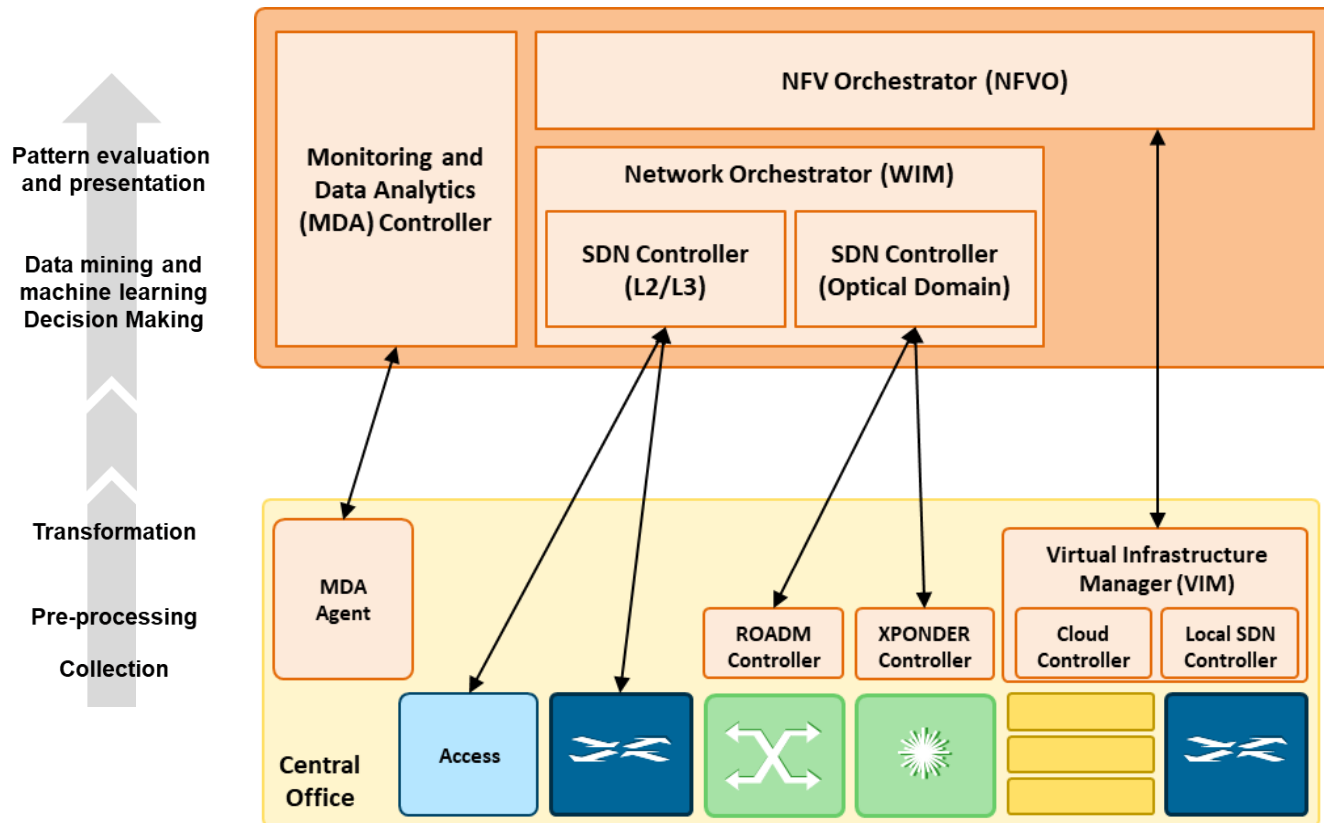 Pattern evaluation
and presentation
Data mining and
machine learning
Decision Making
Transformation
Pre-processing
Collection
Monitoring and
Data Analytics
(MDA) Controller
NFV Orchestrator (NFVO)
Network Orchestrator (WIM)
SDN Controller
(L2/L3)
SDN Controller
(Optical Domain)
MDA
Agent
ROADM
Controller
XPONDER
Controller
Virtual Infrastructure
Manager (VIM)
Cloud
Controller
Local SDN
Controller
Central
Office
Access